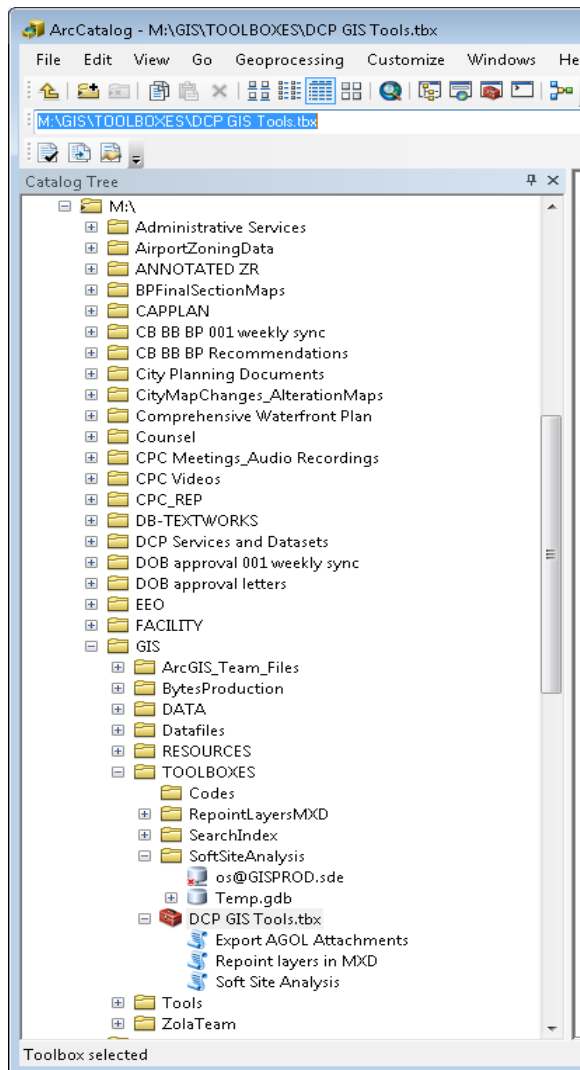 ArcCatalog - M:\GIS\TOOLBOXES\DCP GIS Tools.tbx
File Edit View Go Geoprocessing Customize Windows He
M:\GIS\TOOLBOXES\DCP GIS Tools.tbx
Catalog Tree
M:\
Administrative Services
AirportZoningData
ANNOTATED ZR
BPFinalSectionMaps
CAPPLAN
CB BB BP 001 weekly sync
CB BB BP Recommendations
City Planning Documents
CityMapChanges_AlterationMaps
Comprehensive Waterfront Plan
Counsel
CPC Meetings_Audio Recordings
CPC Videos
CPC_REP
DB-TEXTWORKS
DCP Services and Datasets
DOB approval 001 weekly sync
DOB approval letters
EEO
FACILITY
GIS
ArcGIS_Team_Files
BytesProduction
DATA
Datafiles
RESOURCES
TOOLBOXES
Codes
RepointLayersMXD
SearchIndex
SoftSiteAnalysis
os@GISPROD.sde
Temp.gdb
DCP GIS Tools.tbx
Export AGOL Attachments
Repoint layers in MXD
Soft Site Analysis
Tools
ZolaTeam
Toolbox selected